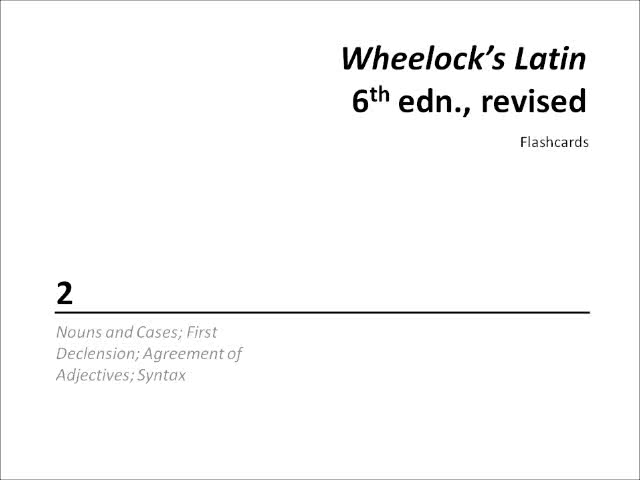 Wheelock’s Latin
6th edn., revised
Flashcards
2
Nouns and Cases; First
Declension; Agreement of
Adjectives; Syntax